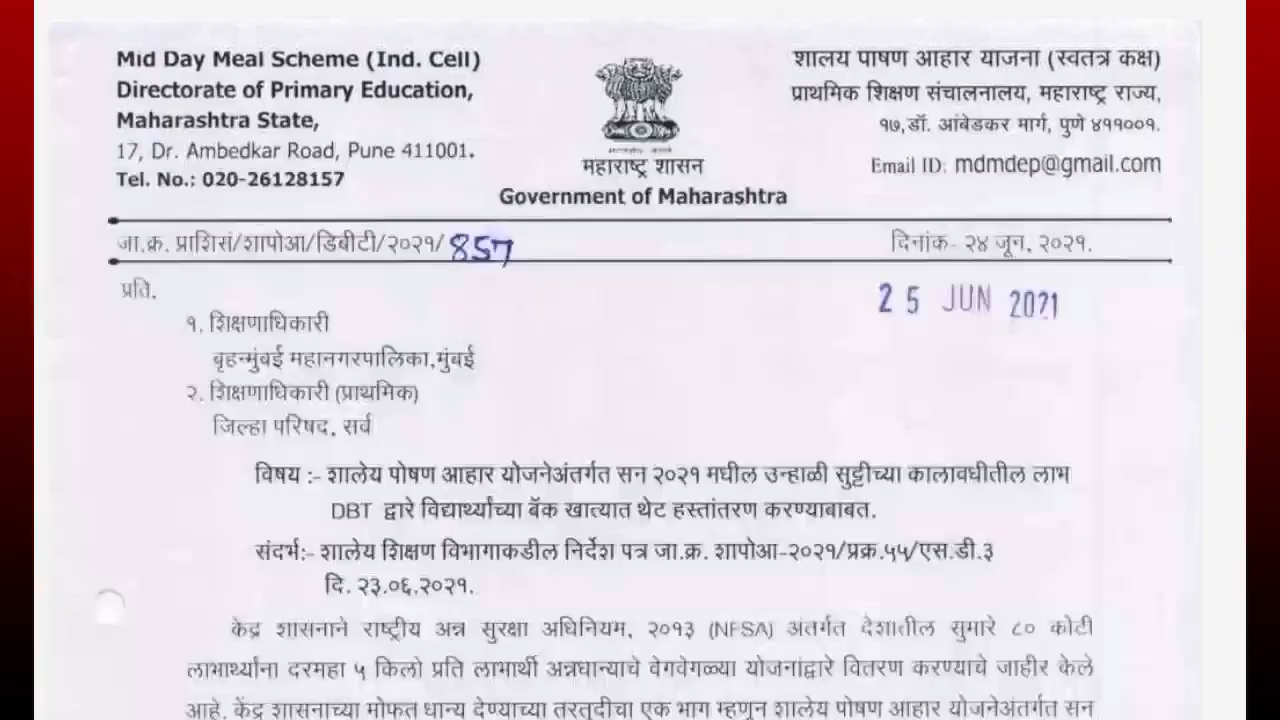 Mid Day Meal Scheme (Ind. Cell)
Directorate of Primary Education,
Maharashtra State,
17, Dr. Ambedkar Road, Pune 411001.
Tel. No.: 020-26128157
महाराष्ट्र शासन
Government of Maharashtra
शालय पाषण आहार याजना (स्वतत्र कक्ष)
प्राथमिक शिक्षण संचालनालय, महाराष्ट्र राज्य,
१७,डॉ. आंबेडकर मार्ग, पुणे ४११००१.
Email ID: mdmdep@gmail.com
जा.क्र. प्राशिसं/शापोआ/डिबीटी/२०२१/857
दिनांक- २४ जून, २०२१.
25 JUN 2021
प्रति,
१. शिक्षणाधिकारी
बृहन्मुंबई महानगरपालिका,मुंबई
२. शिक्षणाधिकारी (प्राथमिक)
जिल्हा परिषद, सर्व
विषय :- शालेय पोषण आहार योजनेअंतर्गत सन २०२१ मधील उन्हाळी सुट्टीच्या कालावधीतील लाभ
DBT द्वारे विद्यार्थ्यांच्या बॅक खात्यात थेट हस्तांतरण करण्याबाबत.
संदर्भ:- शालेय शिक्षण विभागाकडील निर्देश पत्र जा.क्र. शापोआ-२०२१/प्रक्र.५५/एस.डी.३
दि. २३.०६.२०२१.
केंद्र शासनाने राष्ट्रीय अन्न सुरक्षा अधिनियम, २०१३ (NFSA) अंतर्गत देशातील सुमारे ८० कोटी
लाभार्थ्यांना दरमहा ५ किलो प्रति लाभार्थी अन्नधान्याचे वेगवेगळ्या योजनांद्वारे वितरण करण्याचे जाहीर केले
आहे. केंद्र शासनाच्या मोफत धान्य देण्याच्या तरतुदीचा एक भाग म्हणून शालेय पोषण आहार योजनेअंतर्गत सन